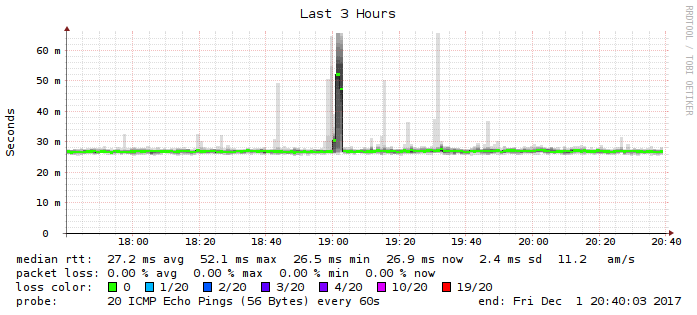 Last 3 Hours
RRDTOOL / TOBI OETIKER
Seconds
60 m
50 m
40 m
30 m
20 m
10 m
0
18:00 18:20 18:40 19:00 19:20 19:40 20:00 20:20 20:40
median rtt: 27.2 ms avg 52.1 ms max 26.5 ms min 26.9 ms now 2.4 ms sd 11.2 am/s
packet loss: 0.00 % avg 0.00 % max 0.00 % min 0.00 % now
loss color: 0 1/20 2/20 3/20 4/20 10/20 19/20
probe: 20 ICMP Echo Pings (56 Bytes) every 60s end: Fri Dec 1 20:40:03 2017